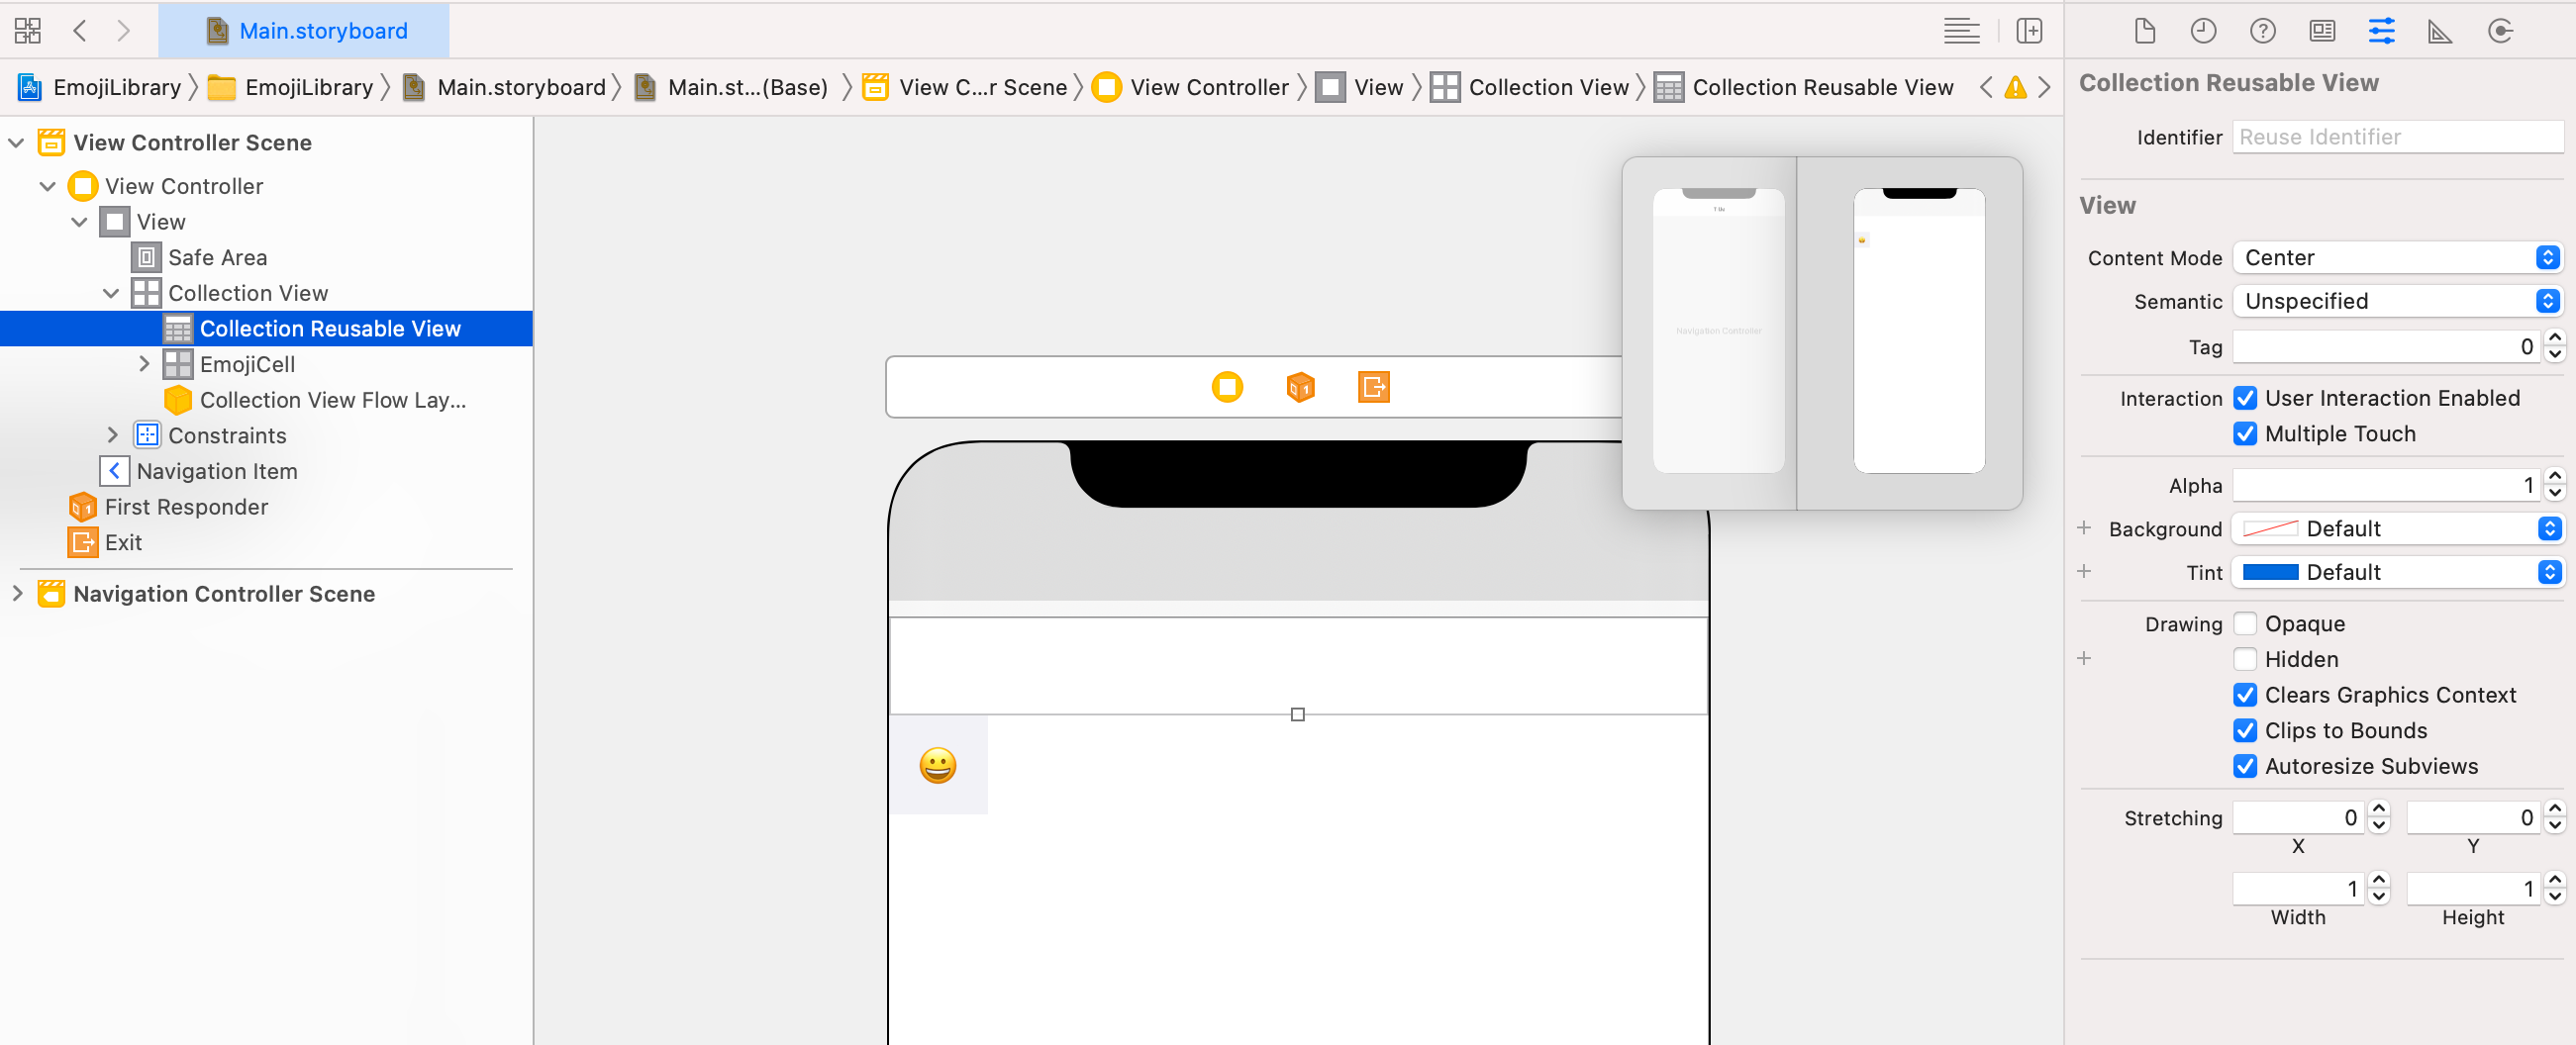 Main.storyboard
EmojiLibrary
EmojiLibrary
Main.storyboard
Main.st...(Base)
View C...r Scene
View Controller
View
Collection View
Collection Reusable View
View Controller Scene
View Controller
View
Safe Area
Collection View
Collection Reusable View
EmojiCell
Collection View Flow Lay...
Constraints
Navigation Item
First Responder
Exit
Navigation Controller Scene
Navigation Controller
Collection Reusable View
Identifier Reuse Identifier
View
Content Mode Center
Semantic Unspecified
Tag 0
Interaction User Interaction Enabled
Multiple Touch
Alpha 1
Background Default
Tint Default
Drawing Opaque
Hidden
Clears Graphics Context
Clips to Bounds
Autoresize Subviews
Stretching 0 0
X Y
1 1
Width Height